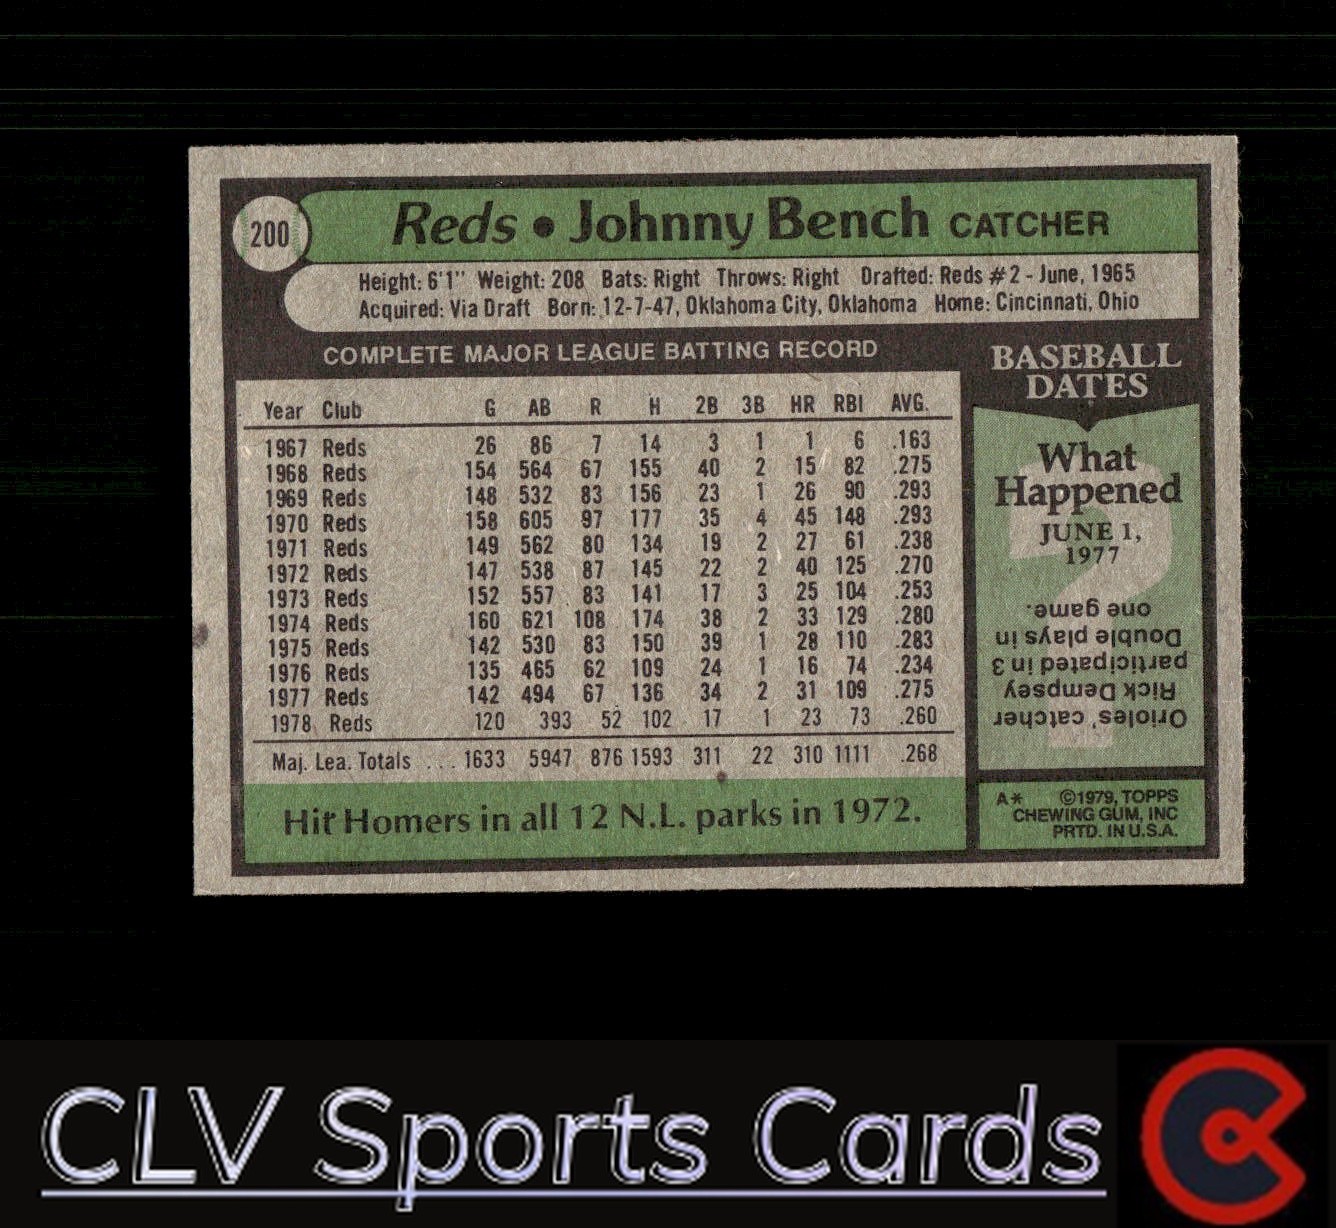 200
Reds • Johnny Bench CATCHER
Height: 6'1" Weight: 208 Bats: Right Throws: Right Drafted: Reds #2 - June, 1965
Acquired: Via Draft Born: 12-7-47, Oklahoma City, Oklahoma Home: Cincinnati, Ohio
COMPLETE MAJOR LEAGUE BATTING RECORD
Year Club G AB R H 2B 3B HR RBI AVG.
1967 Reds 26 86 7 14 3 1 1 6 .163
1968 Reds 154 564 67 155 40 2 15 82 .275
1969 Reds 148 532 83 156 23 1 26 90 .293
1970 Reds 158 605 97 177 35 4 45 148 .293
1971 Reds 149 562 80 134 19 2 27 61 .238
1972 Reds 147 538 87 145 22 2 40 125 .270
1973 Reds 152 557 83 141 17 3 25 104 .253
1974 Reds 160 621 108 174 38 2 33 129 .280
1975 Reds 142 530 83 150 39 1 28 110 .283
1976 Reds 135 465 62 109 24 1 16 74 .234
1977 Reds 142 494 67 136 34 2 31 109 .275
1978 Reds 120 393 52 102 17 1 23 73 .260
Maj. Lea. Totals ... 1633 5947 876 1593 311 22 310 1111 .268
Hit Homers in all 12 N.L. parks in 1972.
BASEBALL
DATES
What
Happened
JUNE 1,
1977
Orioles' catcher,
Rick Dempsey
participated in 3
Double plays in
one game.
A* ©1979, TOPPS
CHEWING GUM, INC
PRTD. IN U.S.A.
CLV Sports Cards